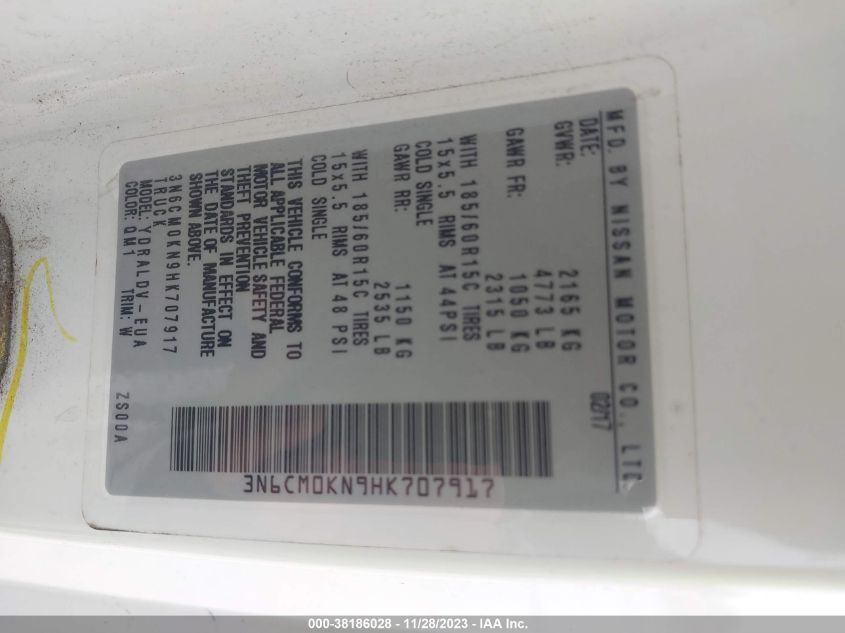 MFD. BY NISSAN MOTOR CO., LTD
DATE: 02/17
GVWR: 2165 KG
4773 LB
GAWR FR: 1050 KG
2315 LB
WITH 185/60R15C TIRES
15x5.5 RIMS AT 44PSI
COLD SINGLE
GAWR RR: 1150 KG
2535 LB
WITH 185/60R15C TIRES
15x5.5 RIMS AT 48 PSI
COLD SINGLE
THIS VEHICLE CONFORMS TO
ALL APPLICABLE FEDERAL
MOTOR VEHICLE SAFETY AND
THEFT PREVENTION
STANDARDS IN EFFECT ON
THE DATE OF MANUFACTURE
SHOWN ABOVE.
3N6CM0KN9HK707917
TRUCK
MODEL: YDRALDV-EUA
COLOR: QM1 TRIM: W ZS00A
3N6CM0KN9HK707917
000-38186028 - 11/28/2023 - IAA Inc.